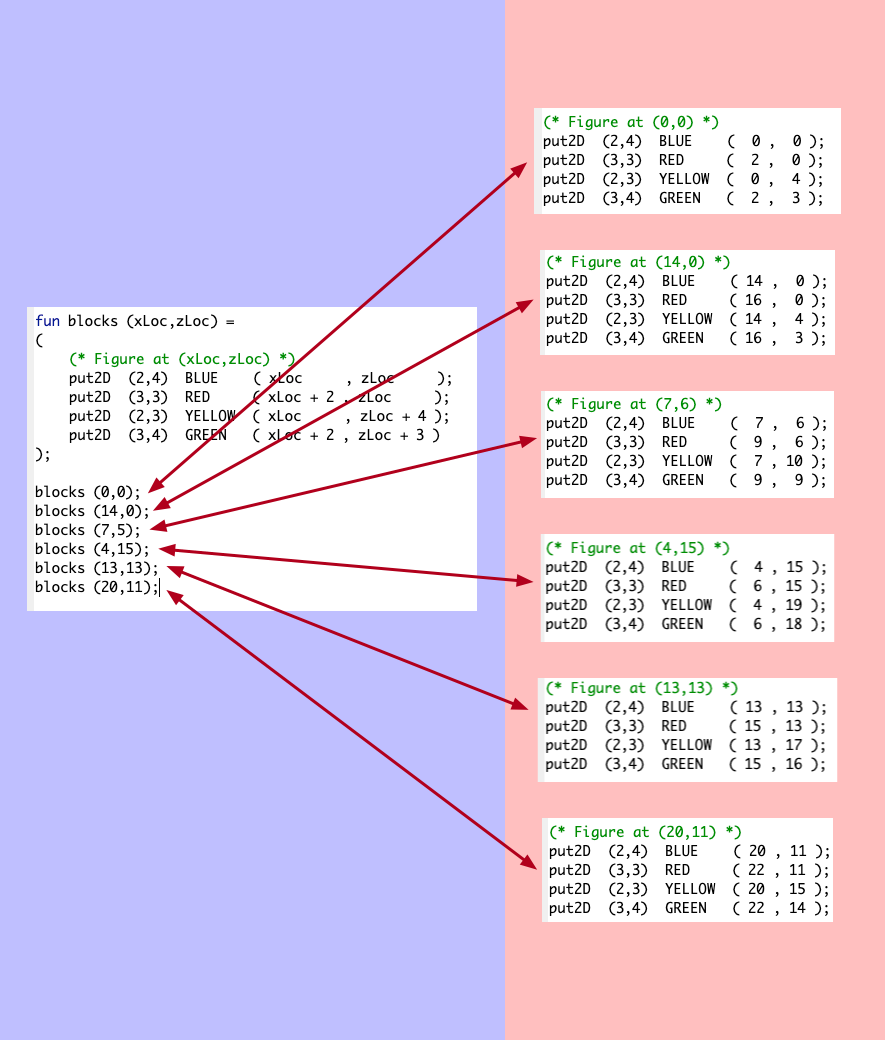 fun blocks (xLoc,zLoc) =
(
(* Figure at (xLoc,zLoc) *)
put2D (2,4) BLUE ( xLoc , zLoc );
put2D (3,3) RED ( xLoc + 2 , zLoc );
put2D (2,3) YELLOW ( xLoc , zLoc + 4 );
put2D (3,4) GREEN ( xLoc + 2 , zLoc + 3 )
);
blocks (0,0);
blocks (14,0);
blocks (7,5);
blocks (4,15);
blocks (13,13);
blocks (20,11);
(* Figure at (0,0) *)
put2D (2,4) BLUE ( 0 , 0 );
put2D (3,3) RED ( 2 , 0 );
put2D (2,3) YELLOW ( 0 , 4 );
put2D (3,4) GREEN ( 2 , 3 );
(* Figure at (14,0) *)
put2D (2,4) BLUE ( 14 , 0 );
put2D (3,3) RED ( 16 , 0 );
put2D (2,3) YELLOW ( 14 , 4 );
put2D (3,4) GREEN ( 16 , 3 );
(* Figure at (7,6) *)
put2D (2,4) BLUE ( 7 , 6 );
put2D (3,3) RED ( 9 , 6 );
put2D (2,3) YELLOW ( 7 , 10 );
put2D (3,4) GREEN ( 9 , 9 );
(* Figure at (4,15) *)
put2D (2,4) BLUE ( 4 , 15 );
put2D (3,3) RED ( 6 , 15 );
put2D (2,3) YELLOW ( 4 , 19 );
put2D (3,4) GREEN ( 6 , 18 );
(* Figure at (13,13) *)
put2D (2,4) BLUE ( 13 , 13 );
put2D (3,3) RED ( 15 , 13 );
put2D (2,3) YELLOW ( 13 , 17 );
put2D (3,4) GREEN ( 15 , 16 );
(* Figure at (20,11) *)
put2D (2,4) BLUE ( 20 , 11 );
put2D (3,3) RED ( 22 , 11 );
put2D (2,3) YELLOW ( 20 , 15 );
put2D (3,4) GREEN ( 22 , 14 );